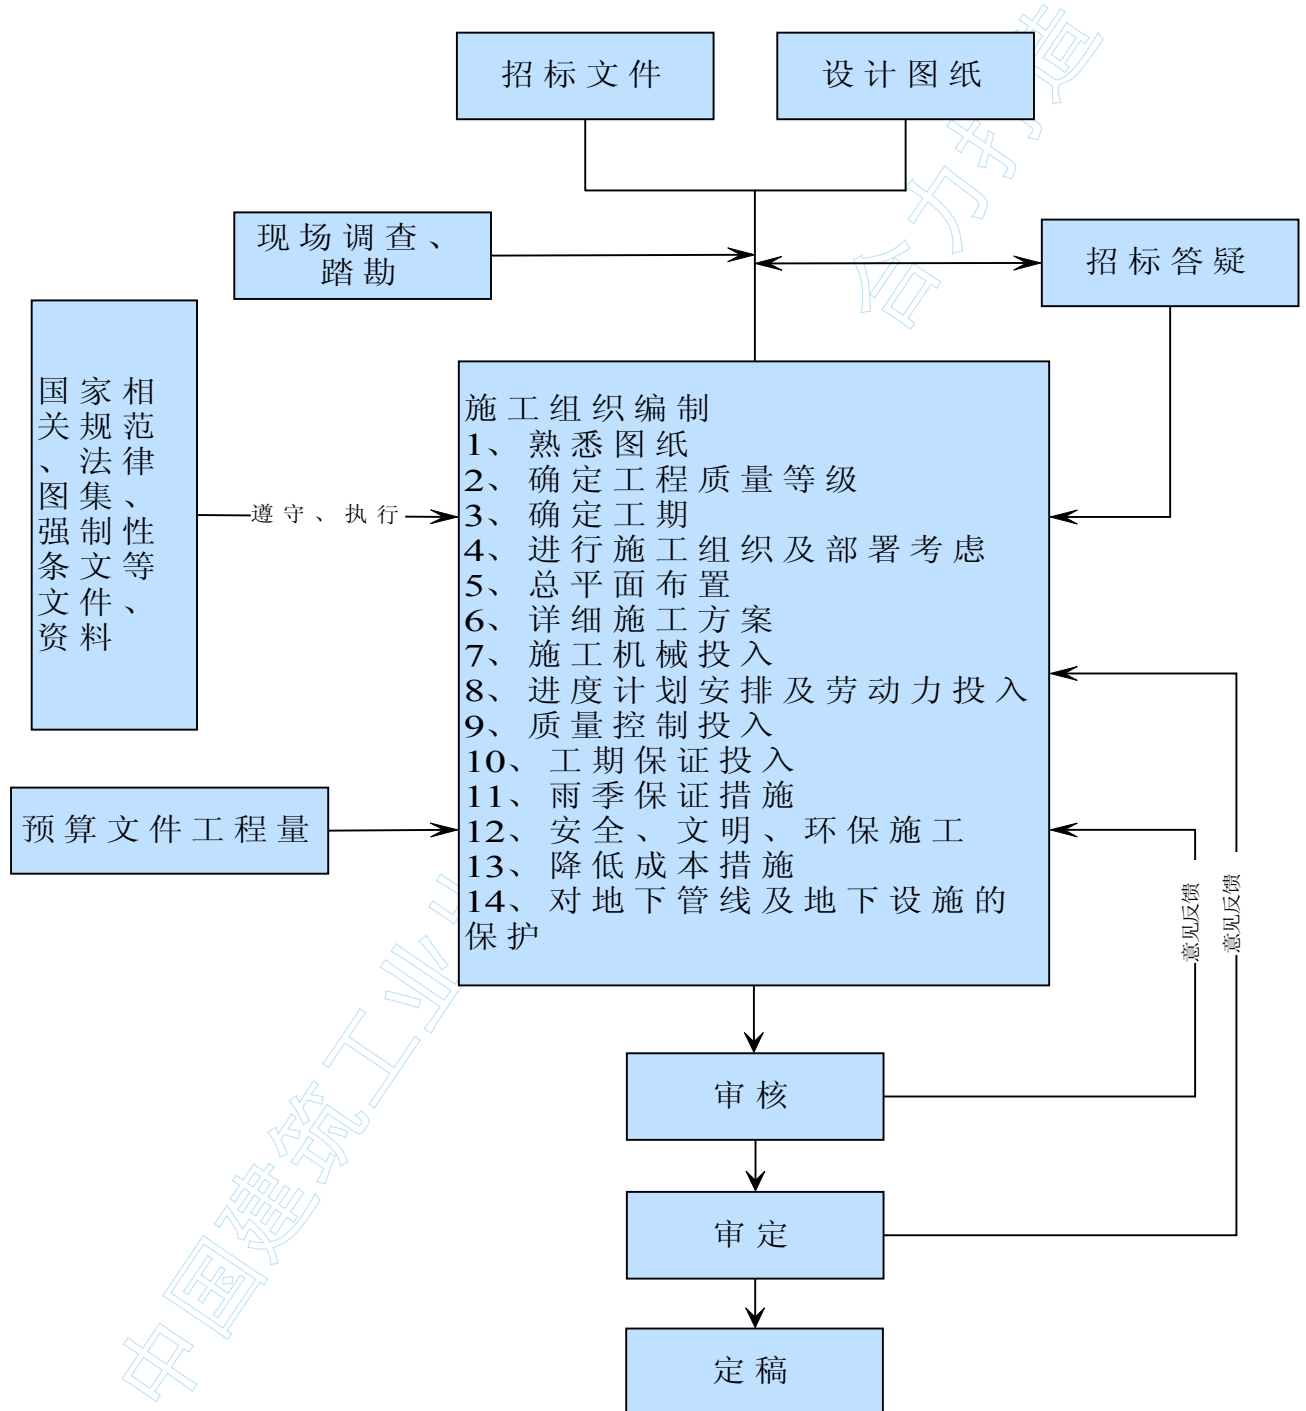 招标文件
设计图纸
现场调查、
踏勘
招标答疑
国家相
关规范
、法律
图集、
强制性
条文等
文件、
资料
遵守、执行
施工组织编制
1、熟悉图纸
2、确定工程质量等级
3、确定工期
4、进行施工组织及部署考虑
5、总平面布置
6、详细施工方案
7、施工机械投入
8、进度计划安排及劳动力投入
9、质量控制投入
10、工期保证投入
11、雨季保证措施
12、安全、文明、环保施工
13、降低成本措施
14、对地下管线及地下设施的
保护
预算文件工程量
意见反馈
意见反馈
审核
审定
定稿
中国建筑工业
合力打造